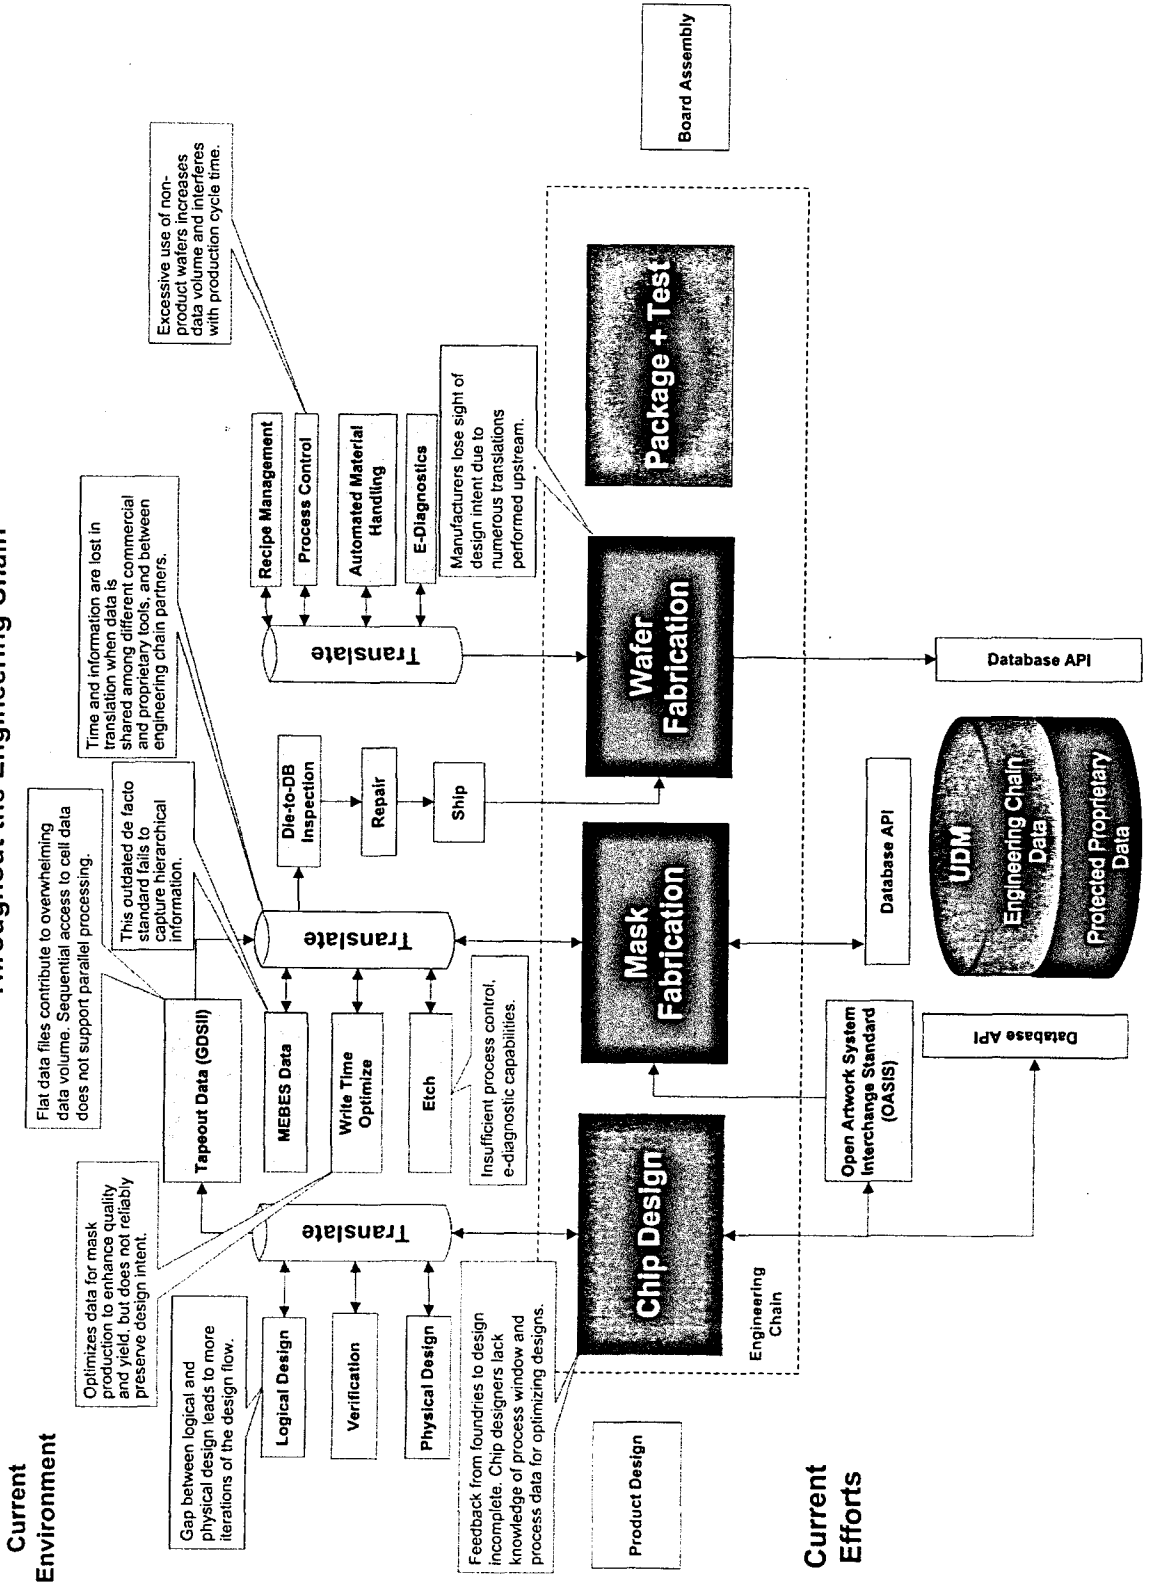 Throughout the Engineering Chain
Current
Environment
Flat data files contribute to overwhelming
data volume. Sequential access to cell data
does not support parallel processing.
Time and information are lost in
translation when data is
shared among different commercial
and proprietary tools, and between
engineering chain partners.
This outdated de facto
standard fails to
capture hierarchical
information.
Excessive use of non-
product wafers increases
data volume and interferes
with production cycle time.
Optimizes data for mask
production to enhance quality
and yield, but does not reliably
preserve design intent.
Gap between logical and
physical design leads to more
iterations of the design flow.
Tapeout Data (GDSII)
Logical Design
Verification
Physical Design
Translate
MEBES Data
Write Time
Optimize
Etch
Translate
Die-to-DB
Inspection
Repair
Ship
Translate
Recipe Management
Process Control
Automated Material
Handling
E-Diagnostics
Feedback from foundries to design
incomplete. Chip designers lack
knowledge of process window and
process data for optimizing designs.
Insufficient process control,
e-diagnostic capabilities.
Manufacturers lose sight of
design intent due to
numerous translations
performed upstream.
Product Design
Chip Design
Mask
Fabrication
Wafer
Fabrication
Package + Test
Board Assembly
Engineering
Chain
Current
Efforts
Open Artwork System
Interchange Standard
(OASIS)
Database API
Database API
Database API
UDM
Engineering Chain
Data
Protected Proprietary
Data